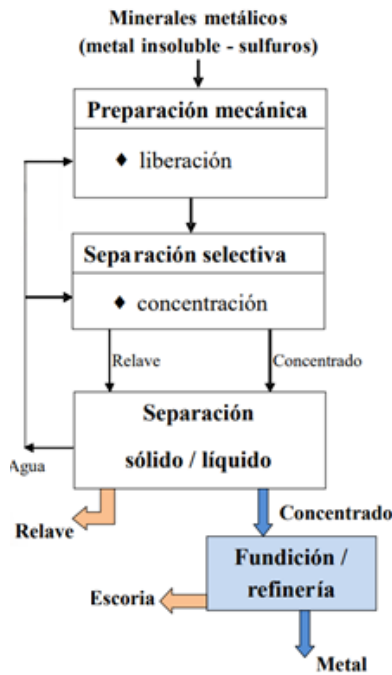 Minerales metálicos
(metal insoluble - sulfuros)
Preparación mecánica
♦ liberación
Separación selectiva
♦ concentración
Relave
Concentrado
Separación
sólido / líquido
Agua
Relave
Concentrado
Fundición /
refinería
Escoria
Metal